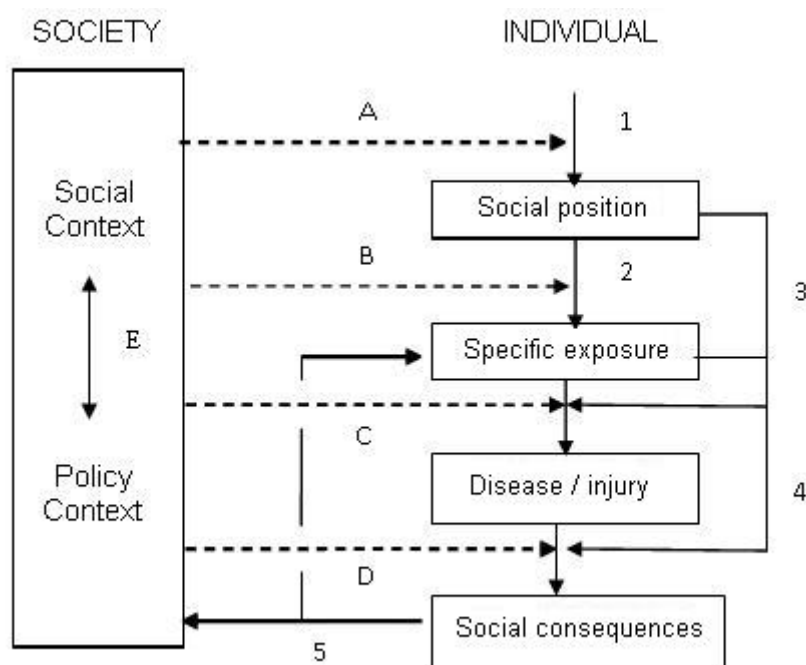 SOCIETY
INDIVIDUAL
A
1
Social position
Social
Context
B
2
3
E
Specific exposure
C
Policy
Context
Disease / injury
4
D
Social consequences
5